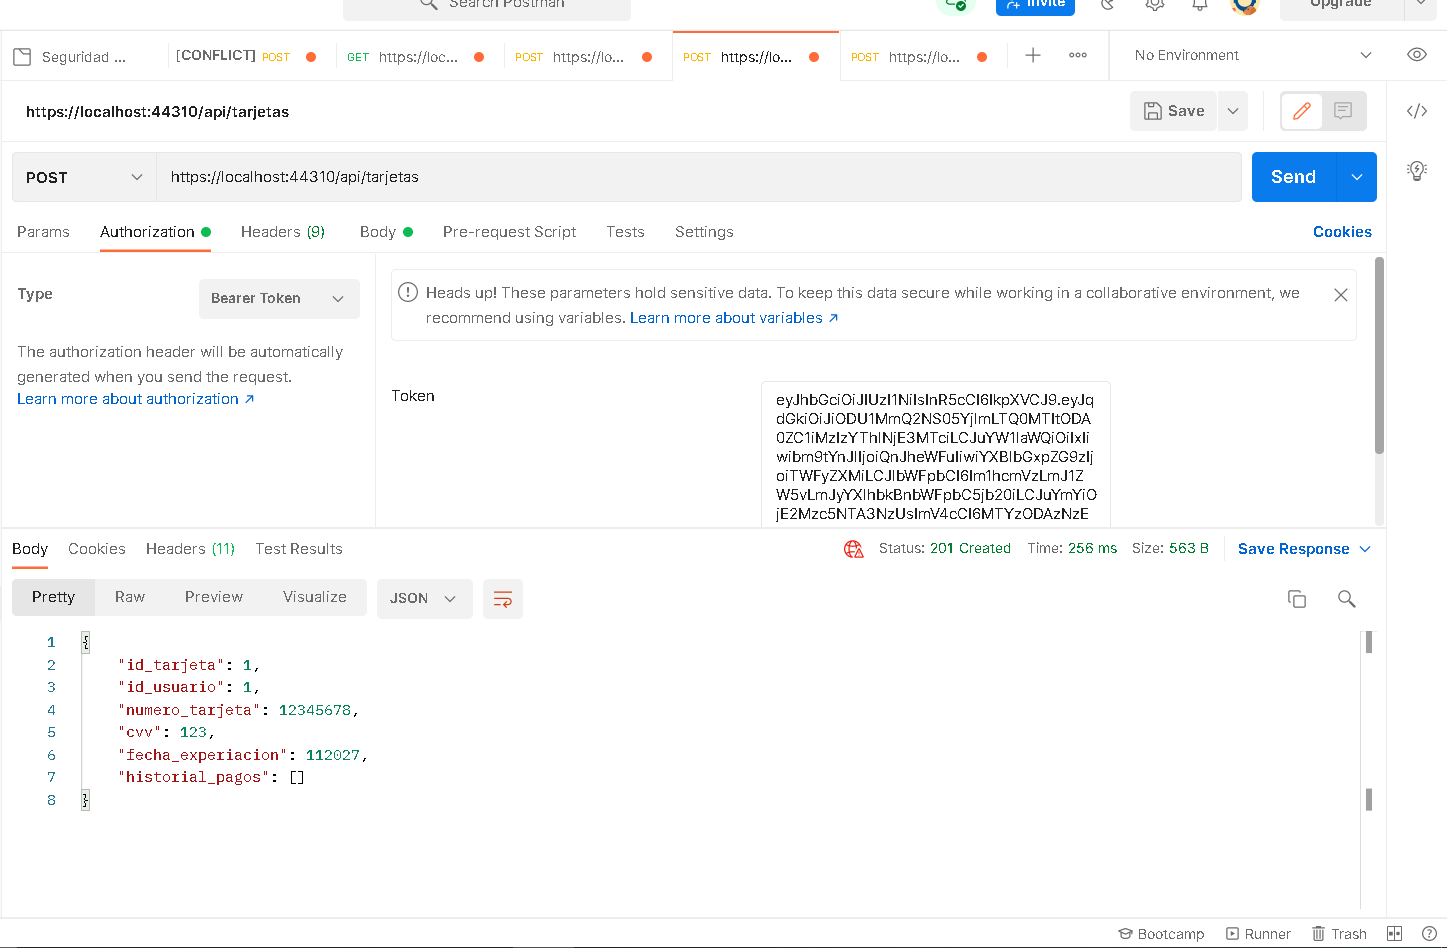 Search Postman
Invite
Upgrade
Seguridad ...
[CONFLICT] POST
GET https://loc...
POST https://lo...
POST https://lo...
POST https://lo...
No Environment
https://localhost:44310/api/tarjetas
Save
POST
https://localhost:44310/api/tarjetas
Send
Params
Authorization
Headers (9)
Body
Pre-request Script
Tests
Settings
Cookies
Type
Bearer Token
The authorization header will be automatically
generated when you send the request.
Learn more about authorization ↗
Heads up! These parameters hold sensitive data. To keep this data secure while working in a collaborative environment, we
recommend using variables. Learn more about variables ↗
Token
Body
Cookies
Headers (11)
Test Results
Status: 201 Created
Time: 256 ms
Size: 563 B
Save Response
Pretty
Raw
Preview
Visualize
JSON
1 {
2 "id_tarjeta": 1,
3 "id_usuario": 1,
4 "numero_tarjeta": 12345678,
5 "cvv": 123,
6 "fecha_experiacion": 112027,
7 "historial_pagos": []
8 }
Bootcamp
Runner
Trash